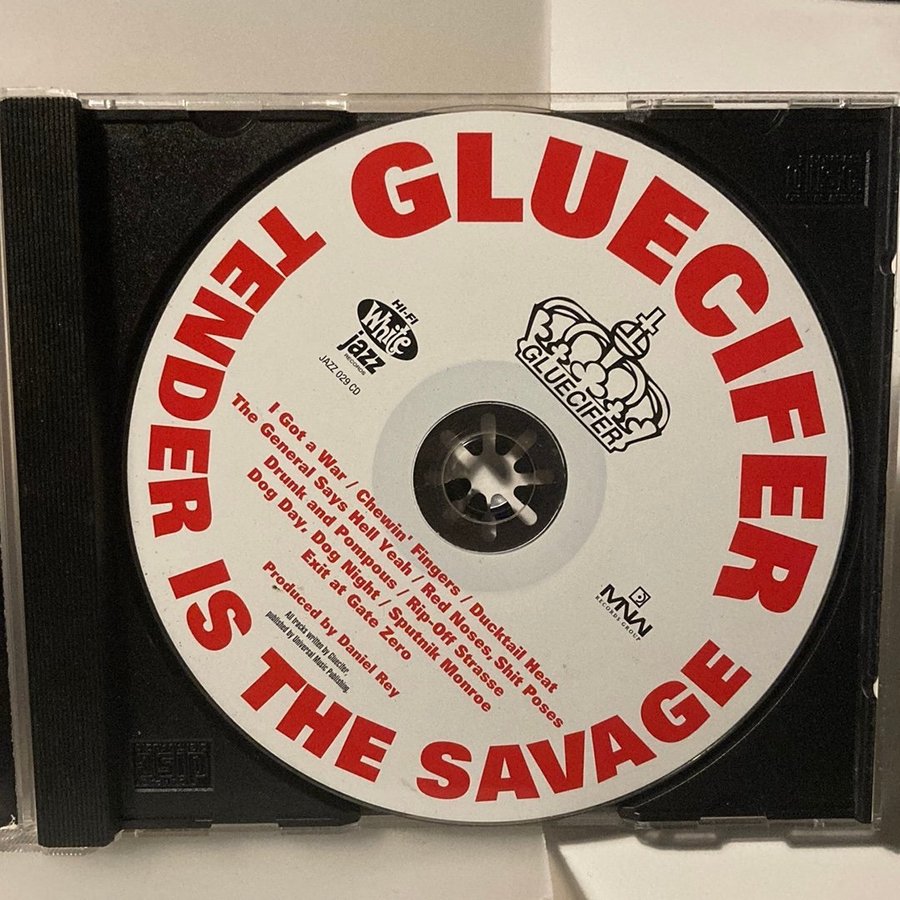 GLUECIFER
TENDER IS THE SAVAGE
HI-FI
White
jazz
RECORDS
JAZZ 029 CD
GLUECIFER
I Got a War / Chewin' Fingers / Ducktail Heat
The General Says Hell Yeah / Red Noses, Shit Poses
Drunk and Pompous / Rip-Off Strasse
Dog Day, Dog Night / Sputnik Monroe
Exit at Gate Zero
Produced by Daniel Rey
All tracks written by Gluecifer,
published by Universal Music Publishing.
MNW
RECORDS GROUP